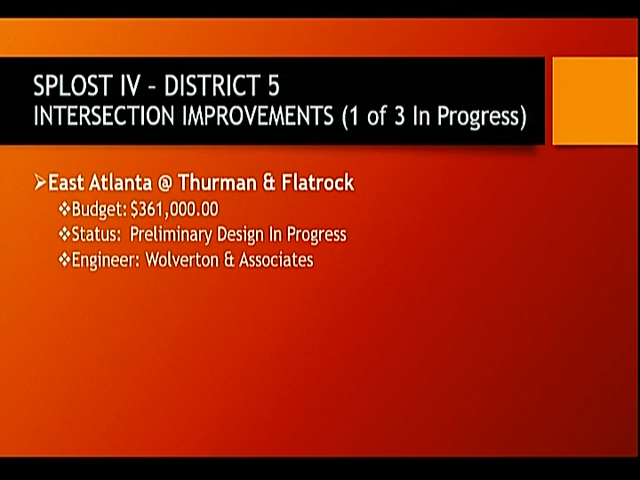 SPLOST IV – DISTRICT 5
INTERSECTION IMPROVEMENTS (1 of 3 In Progress)
➢East Atlanta @ Thurman & Flatrock
❖Budget: $361,000.00
❖Status: Preliminary Design In Progress
❖Engineer: Wolverton & Associates